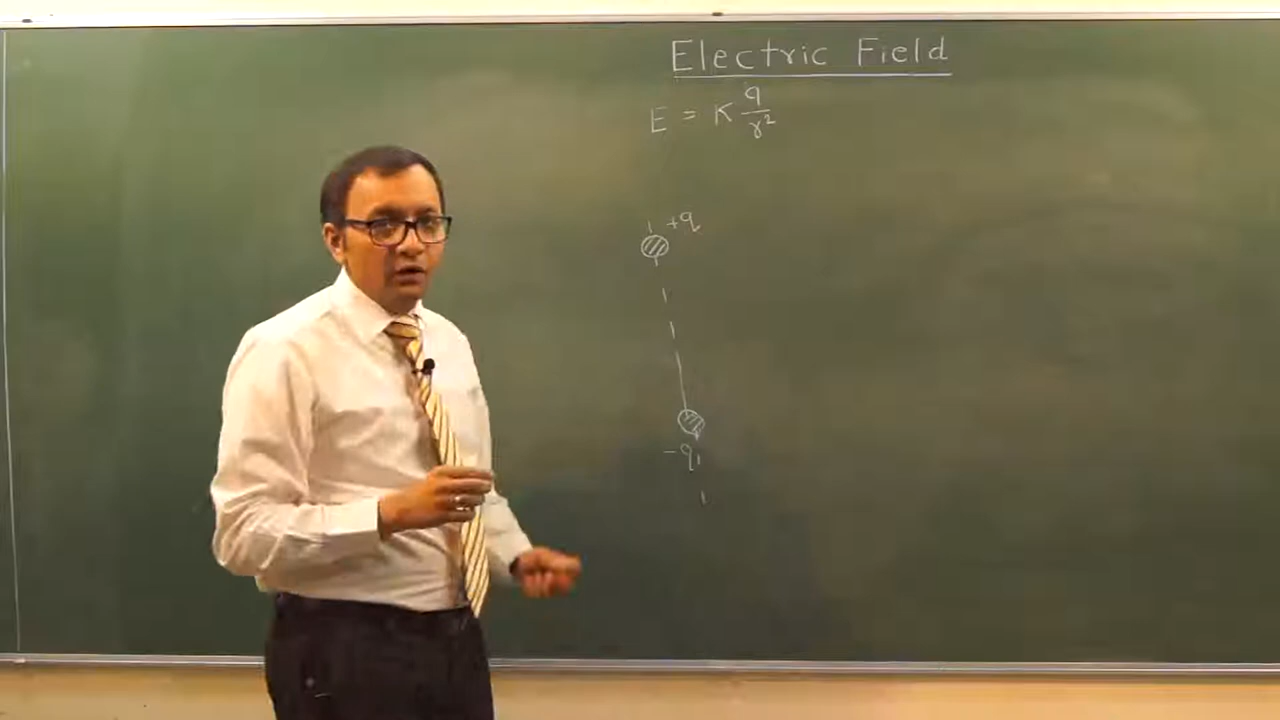 Electric Field
E = K q/r²
+q
-q